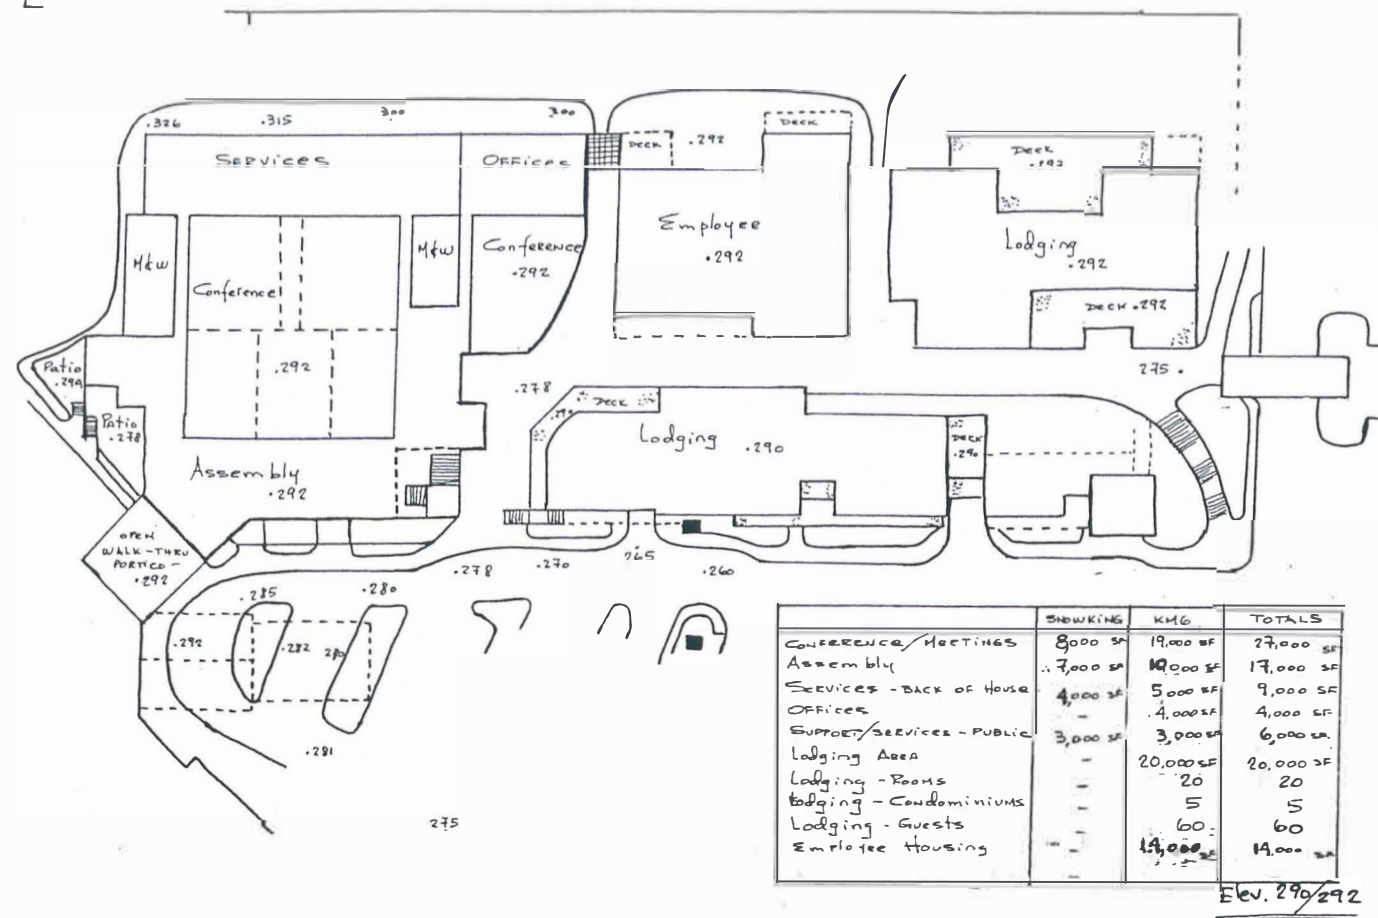 .326 .315 300 300
SERVICES
OFFICES
DECK
.292
DECK
DECK
.292
M&W
Conference
.292
M&W
Conference
.292
Employee
.292
Lodging
.292
DECK .292
Patio
.294
Patio
.278
Assembly
.292
.278
DECK
Lodging .290
DECK
.290
275 .
OPEN
WALK-THRU
PORTICO -
.292
.285
.280
.278
.270
265
.260
.292
.282
280
.281
275
SNOWKING KMG TOTALS
CONFERENCE/MEETINGS 8,000 SF 19,000 SF 27,000 SF
Assembly 7,000 SF 10,000 SF 17,000 SF
SERVICES - BACK OF HOUSE 4,000 SF 5,000 SF 9,000 SF
OFFICES - 4,000 SF 4,000 SF
SUPPORT/SERVICES - PUBLIC 3,000 SF 3,000 SF 6,000 SF
Lodging AREA - 20,000 SF 20,000 SF
Lodging - ROOMS - 20 20
Lodging - CONDOMINIUMS - 5 5
Lodging - GUESTS - 60 60
Employee Housing - 14,000 SF 14,000 SF
Elev. 290/292